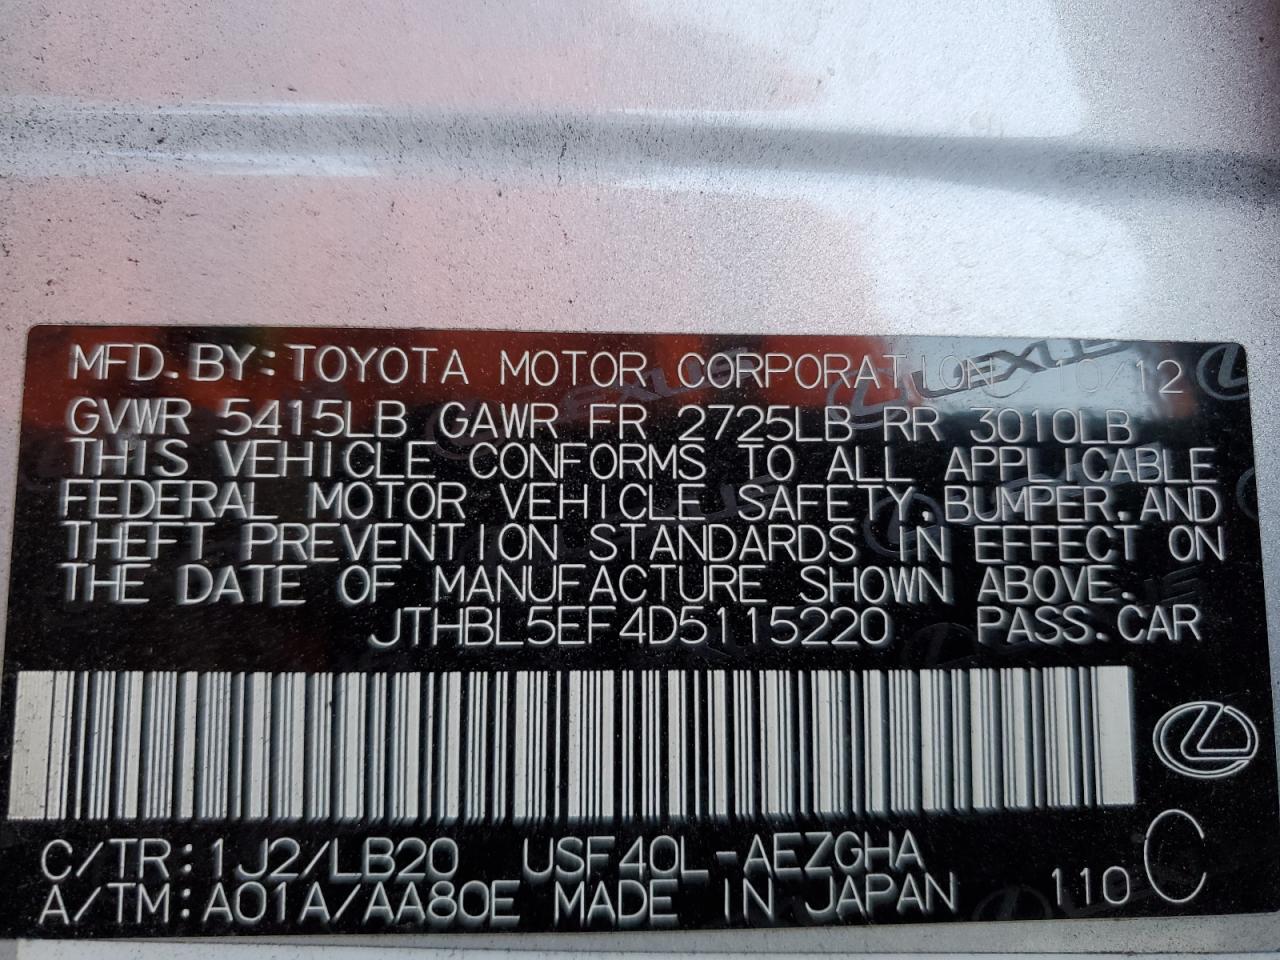 MFD. BY: TOYOTA MOTOR CORPORATION 10/12
GVWR 5415LB GAWR FR 2725LB RR 3010LB
THIS VEHICLE CONFORMS TO ALL APPLICABLE
FEDERAL MOTOR VEHICLE SAFETY, BUMPER, AND
THEFT PREVENTION STANDARDS IN EFFECT ON
THE DATE OF MANUFACTURE SHOWN ABOVE.
JTHBL5EF4D5115220 PASS. CAR
C/TR: 1J2/LB20 USF40L-AEZGHA
A/TM: A01A/AA80E MADE IN JAPAN 110 C